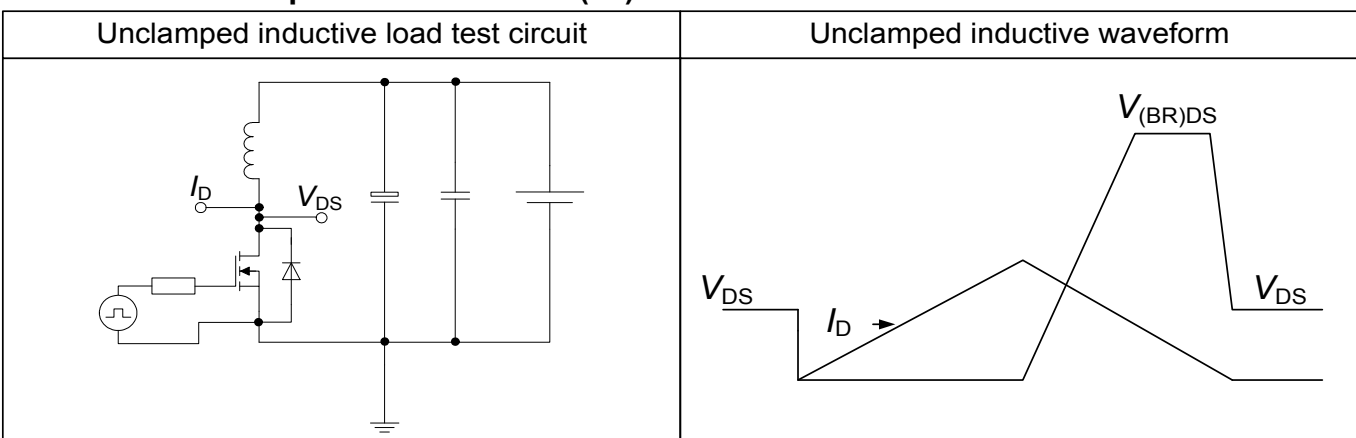 Unclamped inductive load test circuit
Unclamped inductive waveform
I_D
V_DS
V_(BR)DS
V_DS
I_D
V_DS